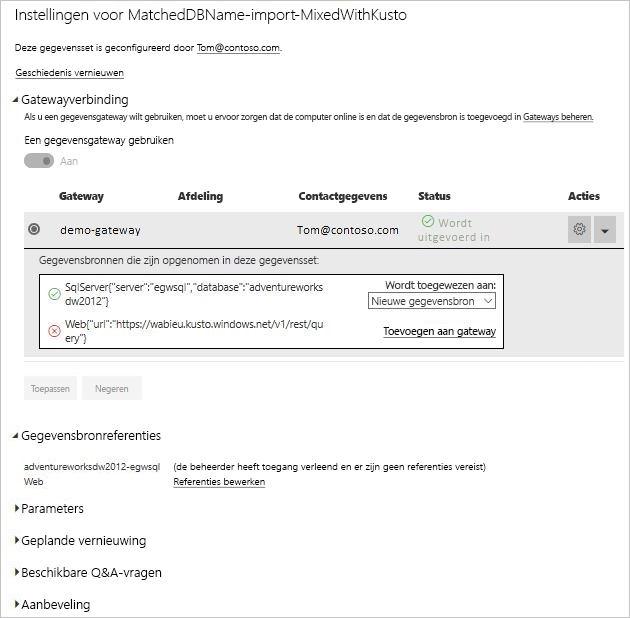 Instellingen voor MatchedDBName-import-MixedWithKusto
Deze gegevensset is geconfigureerd door Tom@contoso.com.
Geschiedenis vernieuwen
Gatewayverbinding
Als u een gegevensgateway wilt gebruiken, moet u ervoor zorgen dat de computer online is en dat de gegevensbron is toegevoegd in Gateways beheren.
Een gegevensgateway gebruiken
Aan
Gateway Afdeling Contactgegevens Status Acties
demo-gateway Tom@contoso.com Wordt
uitgevoerd in
Gegevensbronnen die zijn opgenomen in deze gegevensset:
SqlServer{"server":"egwsql","database":"adventureworks
dw2012"}
Wordt toegewezen aan:
Nieuwe gegevensbron
Web{"url":"https://wabieu.kusto.windows.net/v1/rest/qu
ery"}
Toevoegen aan gateway
Toepassen Negeren
Gegevensbronreferenties
adventureworksdw2012-egwsql (de beheerder heeft toegang verleend en er zijn geen referenties vereist)
Web Referenties bewerken
Parameters
Geplande vernieuwing
Beschikbare Q&A-vragen
Aanbeveling